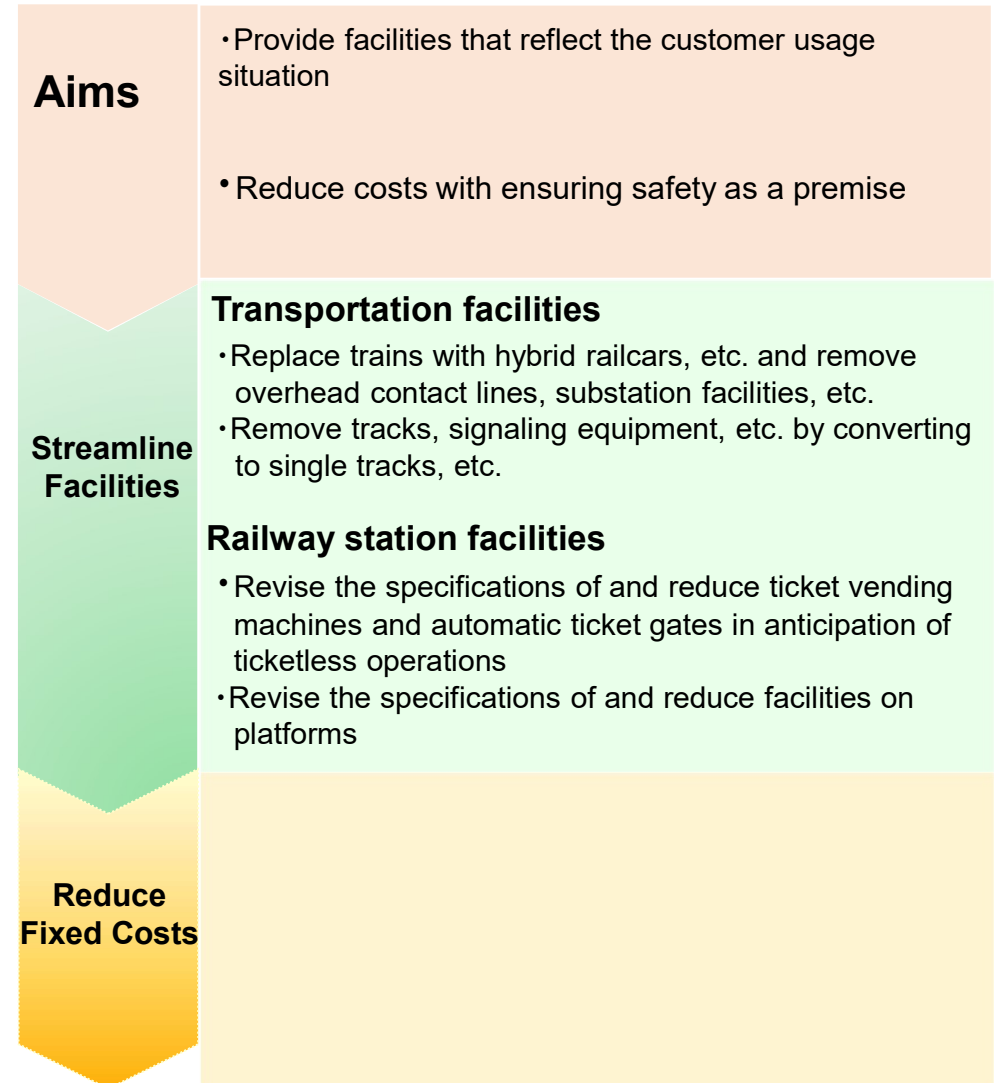 Aims
・Provide facilities that reflect the customer usage
situation
・Reduce costs with ensuring safety as a premise
Streamline
Facilities
Transportation facilities
・Replace trains with hybrid railcars, etc. and remove
overhead contact lines, substation facilities, etc.
・Remove tracks, signaling equipment, etc. by converting
to single tracks, etc.
Railway station facilities
・Revise the specifications of and reduce ticket vending
machines and automatic ticket gates in anticipation of
ticketless operations
・Revise the specifications of and reduce facilities on
platforms
Reduce
Fixed Costs